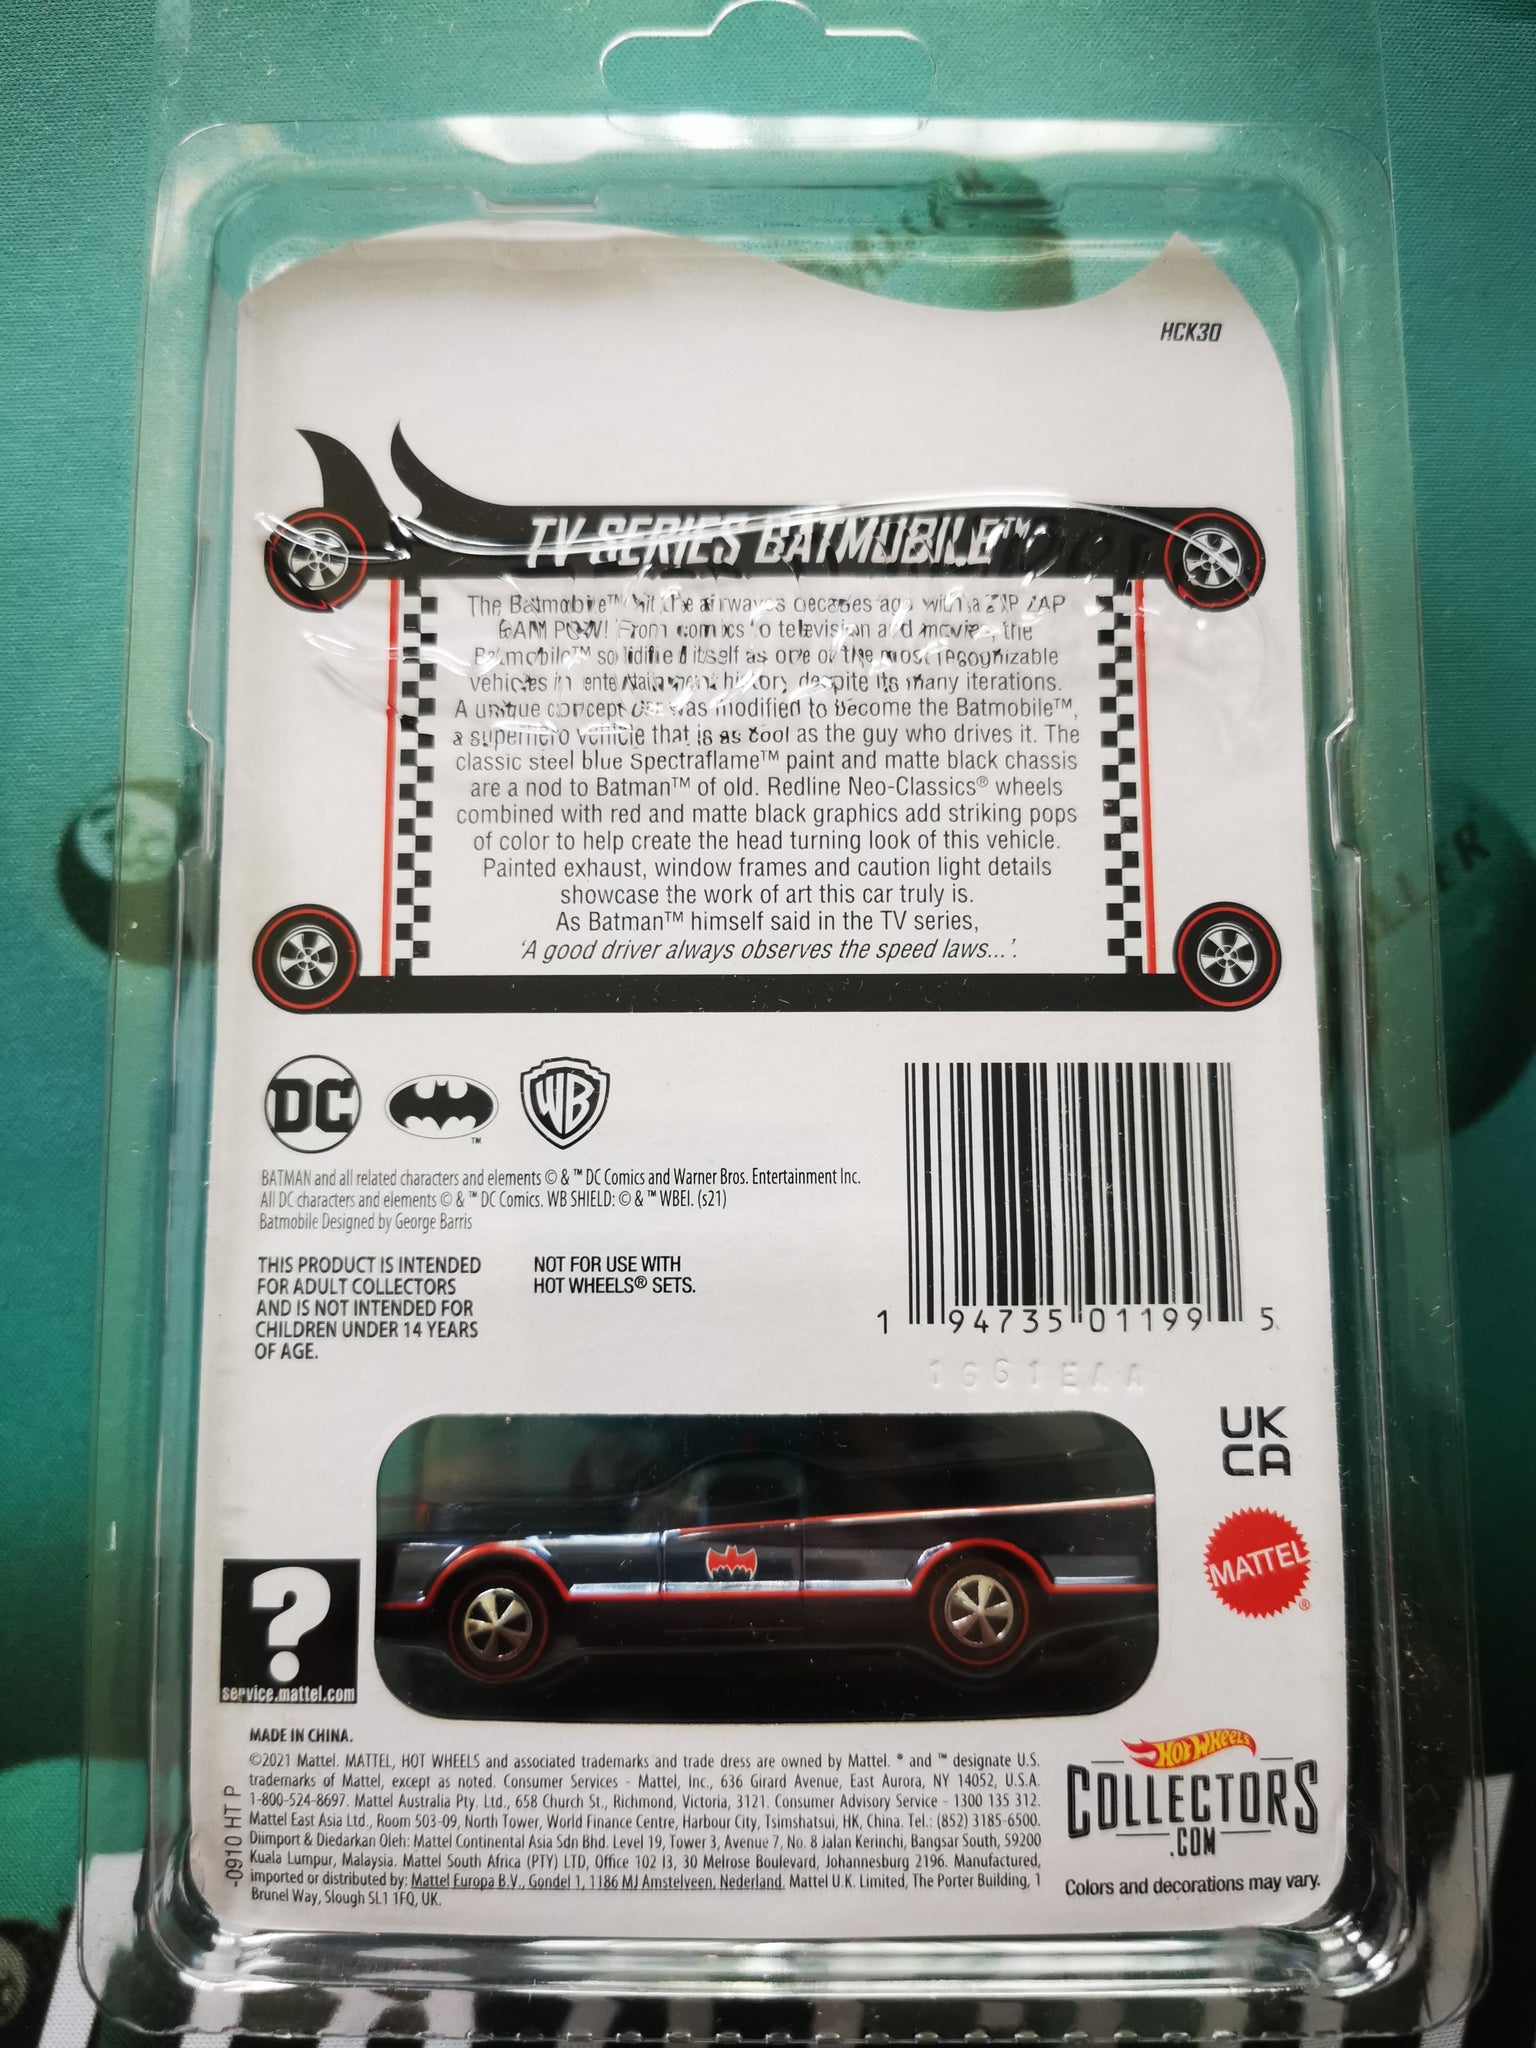 HCK30
TV SERIES BATMOBILE™
The Batmobile™ hit the airwaves decades ago with a ZIP ZAP
BAM POW! From comics to television and movies, the
Batmobile™ solidified itself as one of the most recognizable
vehicles in entertainment history despite its many iterations.
A unique concept car was modified to become the Batmobile™,
a superhero vehicle that is as cool as the guy who drives it. The
classic steel blue Spectraflame™ paint and matte black chassis
are a nod to Batman™ of old. Redline Neo-Classics® wheels
combined with red and matte black graphics add striking pops
of color to help create the head turning look of this vehicle.
Painted exhaust, window frames and caution light details
showcase the work of art this car truly is.
As Batman™ himself said in the TV series,
'A good driver always observes the speed laws...'.
DC
™
WB
BATMAN and all related characters and elements © & ™ DC Comics and Warner Bros. Entertainment Inc.
All DC characters and elements © & ™ DC Comics. WB SHIELD: © & ™ WBEI. (s21)
Batmobile Designed by George Barris
THIS PRODUCT IS INTENDED
FOR ADULT COLLECTORS
AND IS NOT INTENDED FOR
CHILDREN UNDER 14 YEARS
OF AGE.
NOT FOR USE WITH
HOT WHEELS® SETS.
1 94735 01199 5
1661EAA
UK
CA
MATTEL®
?
service.mattel.com
MADE IN CHINA.
©2021 Mattel. MATTEL, HOT WHEELS and associated trademarks and trade dress are owned by Mattel. ® and ™ designate U.S.
trademarks of Mattel, except as noted. Consumer Services - Mattel, Inc., 636 Girard Avenue, East Aurora, NY 14052, U.S.A.
1-800-524-8697. Mattel Australia Pty. Ltd., 658 Church St., Richmond, Victoria, 3121. Consumer Advisory Service - 1300 135 312.
Mattel East Asia Ltd., Room 503-09, North Tower, World Finance Centre, Harbour City, Tsimshatsui, HK, China. Tel.: (852) 3185-6500.
Diimport & Diedarkan Oleh: Mattel Continental Asia Sdn Bhd. Level 19, Tower 3, Avenue 7, No. 8 Jalan Kerinchi, Bangsar South, 59200
Kuala Lumpur, Malaysia. Mattel South Africa (PTY) LTD, Office 102 I3, 30 Melrose Boulevard, Johannesburg 2196. Manufactured,
imported or distributed by: Mattel Europa B.V., Gondel 1, 1186 MJ Amstelveen, Nederland. Mattel U.K. Limited, The Porter Building, 1
Brunel Way, Slough SL1 1FQ, UK.
-0910 HT P
Hot Wheels
COLLECTORS
.COM
Colors and decorations may vary.